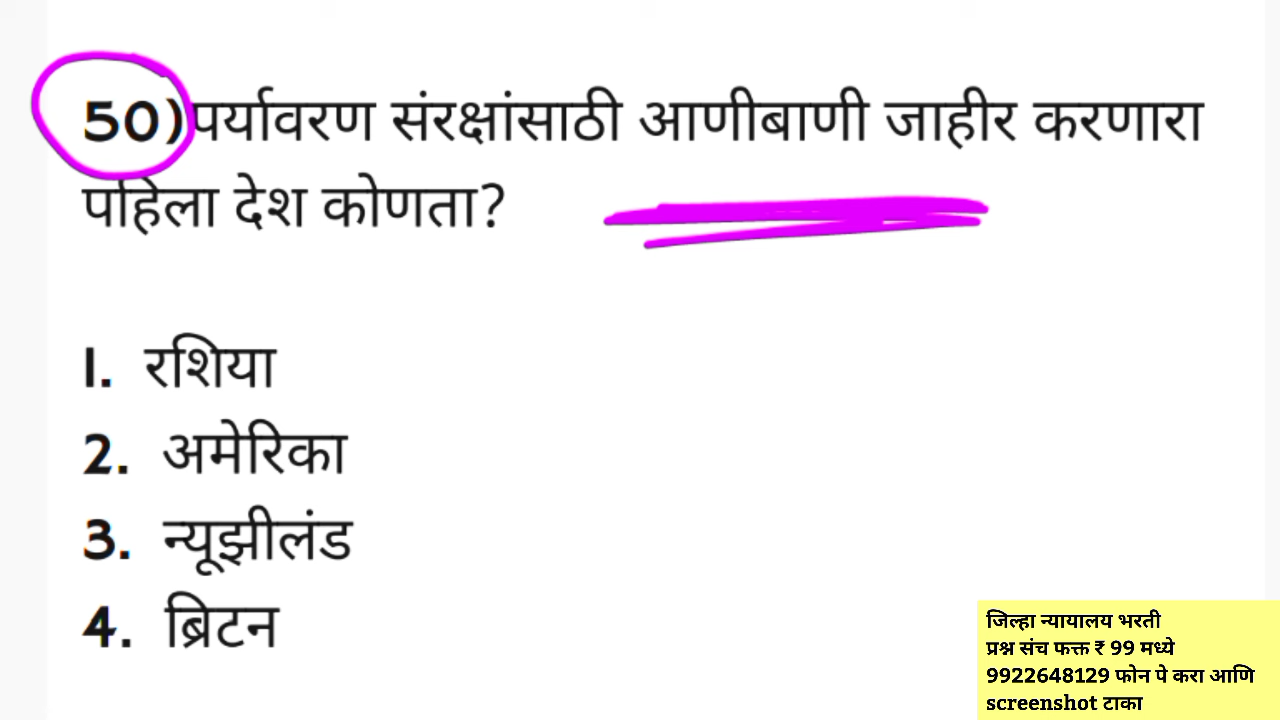 50)पर्यावरण संरक्षांसाठी आणीबाणी जाहीर करणारा
पहिला देश कोणता?
1. रशिया
2. अमेरिका
3. न्यूझीलंड
4. ब्रिटन
जिल्हा न्यायालय भरती
प्रश्न संच फक्त ₹ 99 मध्ये
9922648129 फोन पे करा आणि
screenshot टाका